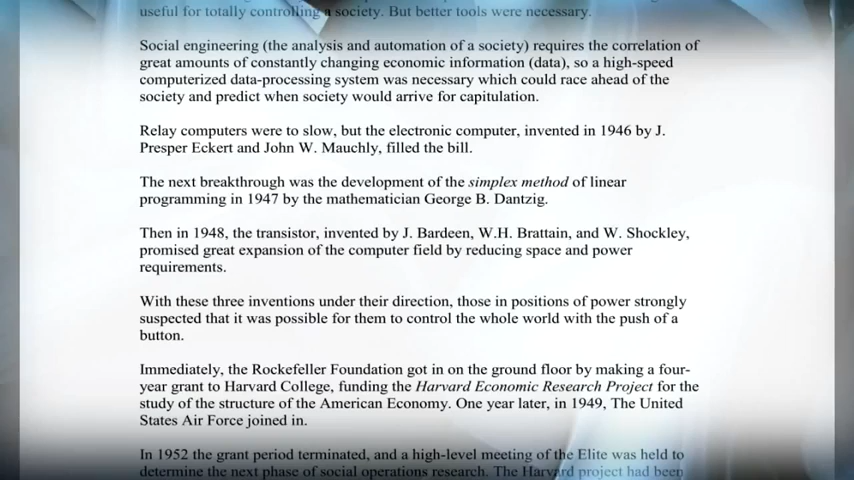 useful for totally controlling a society. But better tools were necessary.
Social engineering (the analysis and automation of a society) requires the correlation of
great amounts of constantly changing economic information (data), so a high-speed
computerized data-processing system was necessary which could race ahead of the
society and predict when society would arrive for capitulation.
Relay computers were to slow, but the electronic computer, invented in 1946 by J.
Presper Eckert and John W. Mauchly, filled the bill.
The next breakthrough was the development of the simplex method of linear
programming in 1947 by the mathematician George B. Dantzig.
Then in 1948, the transistor, invented by J. Bardeen, W.H. Brattain, and W. Shockley,
promised great expansion of the computer field by reducing space and power
requirements.
With these three inventions under their direction, those in positions of power strongly
suspected that it was possible for them to control the whole world with the push of a
button.
Immediately, the Rockefeller Foundation got in on the ground floor by making a four-
year grant to Harvard College, funding the Harvard Economic Research Project for the
study of the structure of the American Economy. One year later, in 1949, The United
States Air Force joined in.
In 1952 the grant period terminated, and a high-level meeting of the Elite was held to
determine the next phase of social operations research. The Harvard project had been